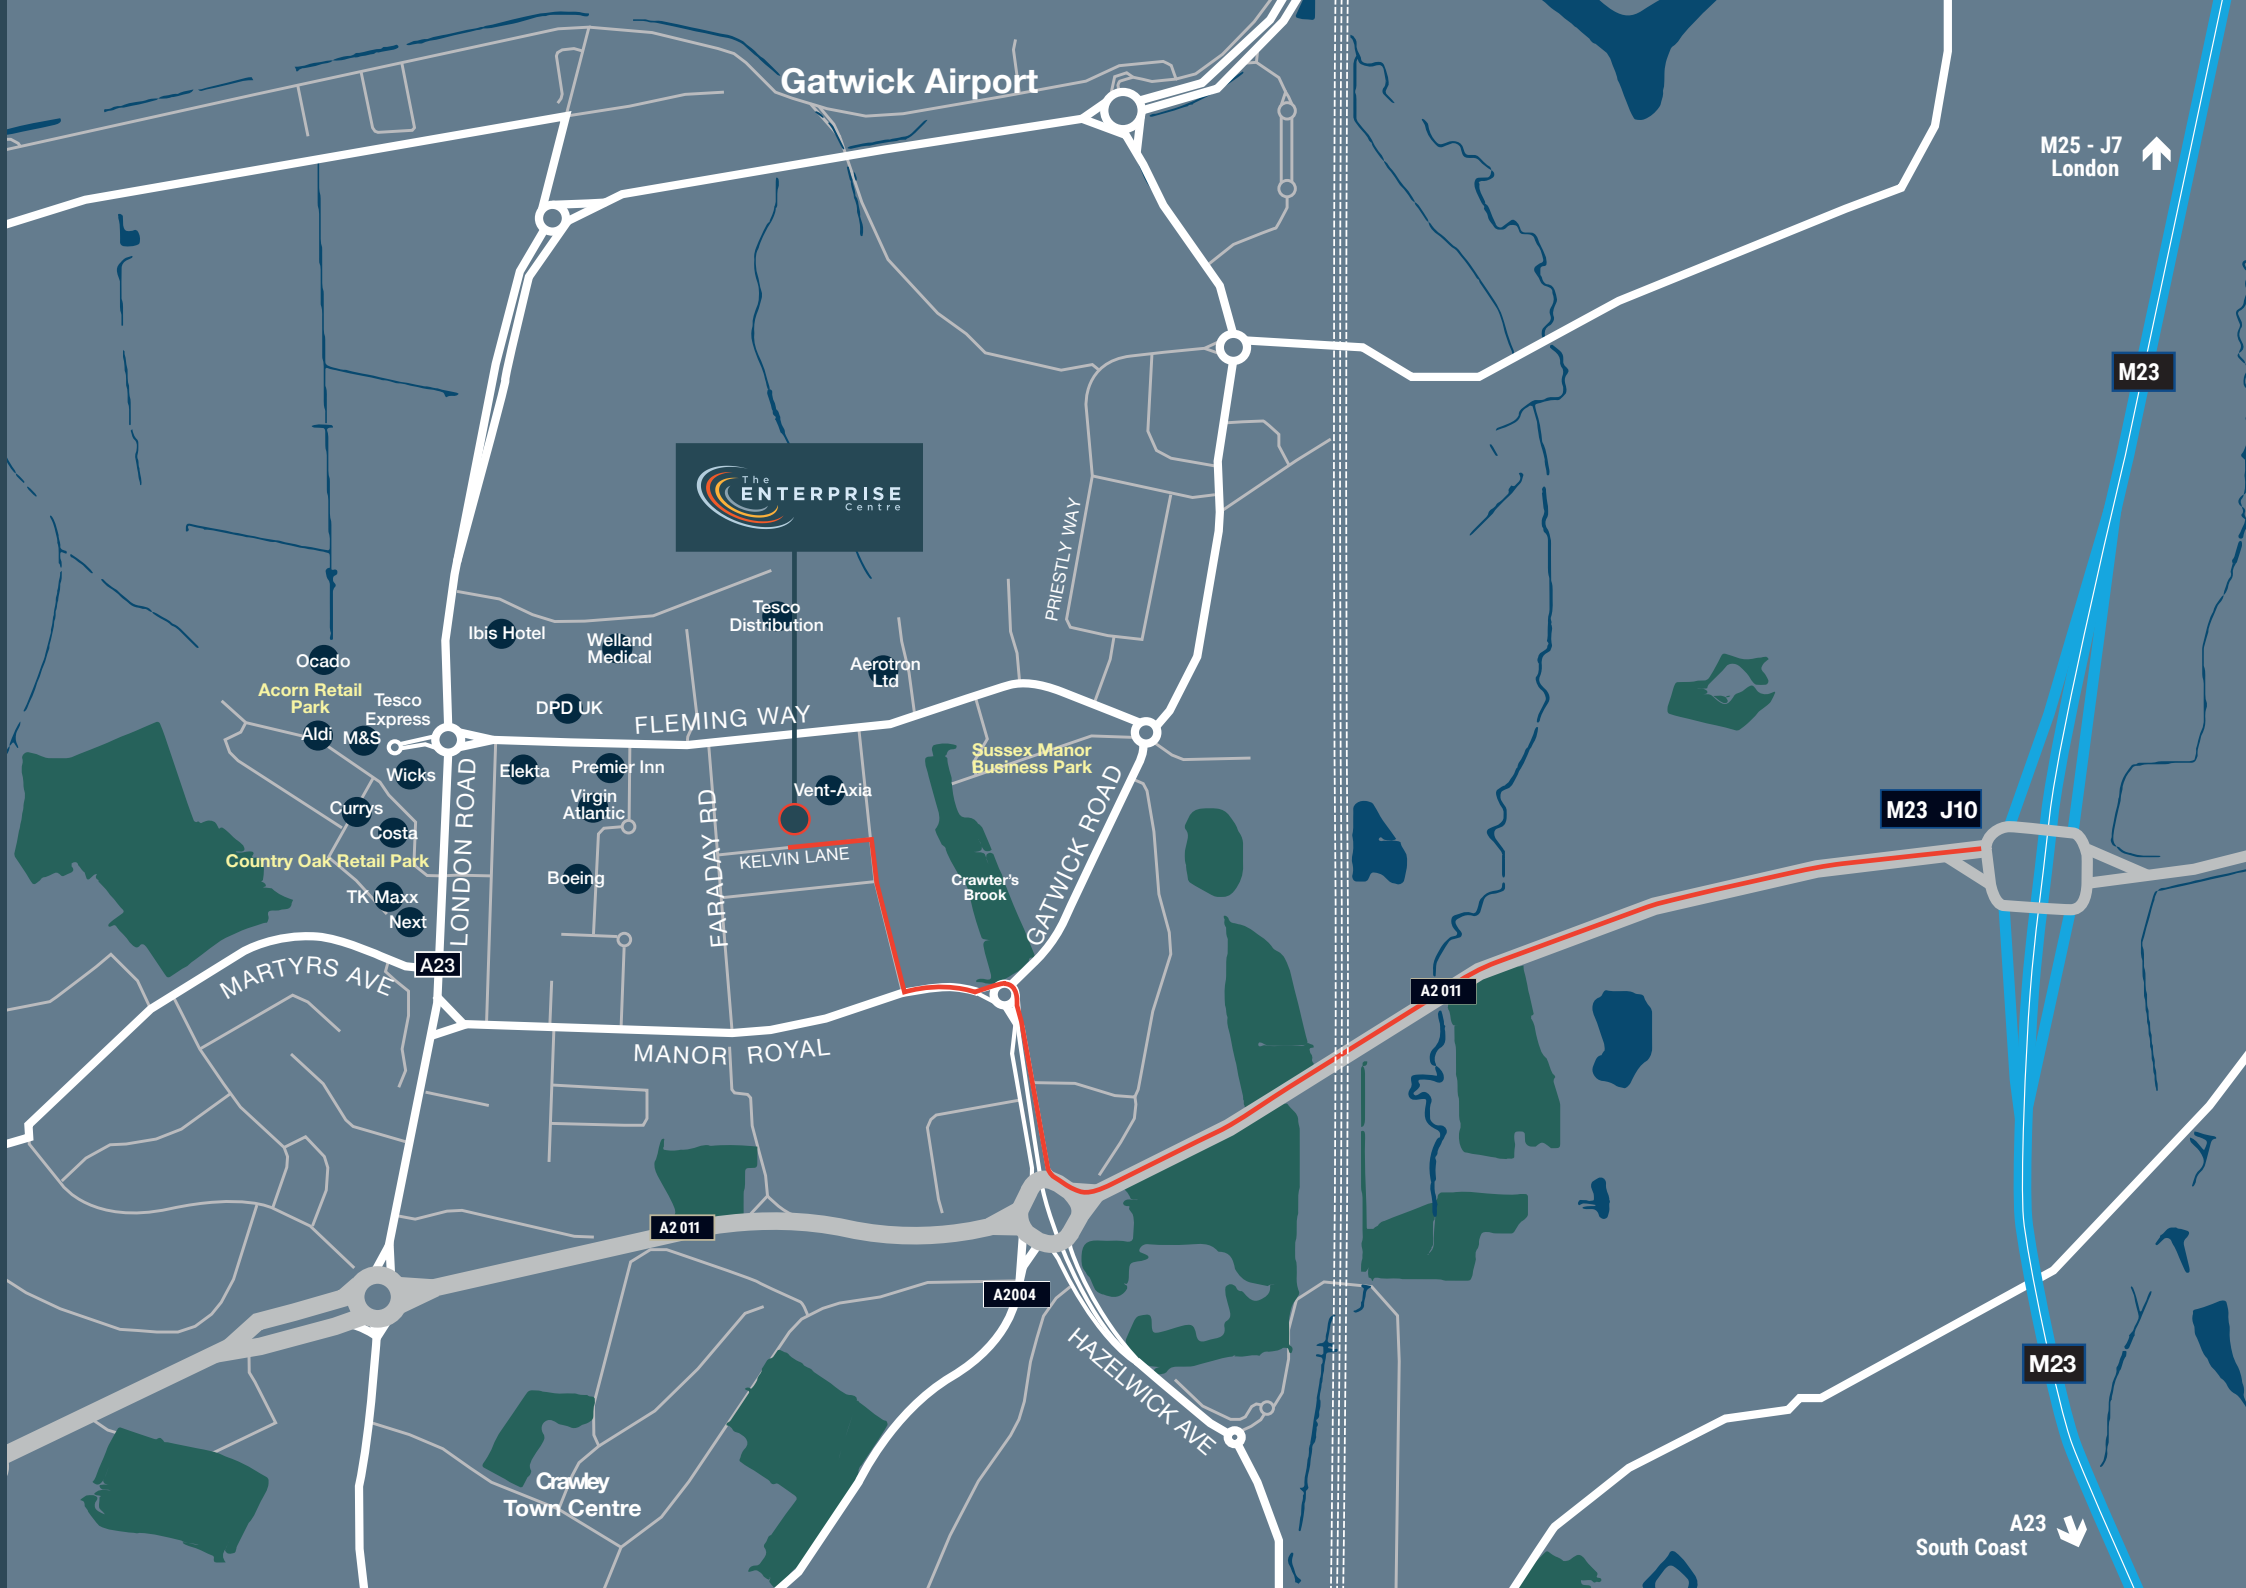 Gatwick Airport
M25 - J7
London
M23
The
ENTERPRISE
Centre
PRIESTLY WAY
Tesco
Distribution
Ibis Hotel
Welland
Medical
Ocado
Aerotron
Ltd
Acorn Retail
Park
Tesco
Express
DPD UK
FLEMING WAY
Aldi
M&S
Sussex Manor
Business Park
Wicks
Elekta
Premier Inn
Vent-Axia
Virgin
Atlantic
Currys
Costa
M23 J10
LONDON ROAD
FARADAY RD
GATWICK ROAD
KELVIN LANE
Country Oak Retail Park
Boeing
Crawter's
Brook
TK Maxx
Next
A23
MARTYRS AVE
A2 011
MANOR ROYAL
A2 011
A2004
HAZELWICK AVE
M23
Crawley
Town Centre
A23
South Coast